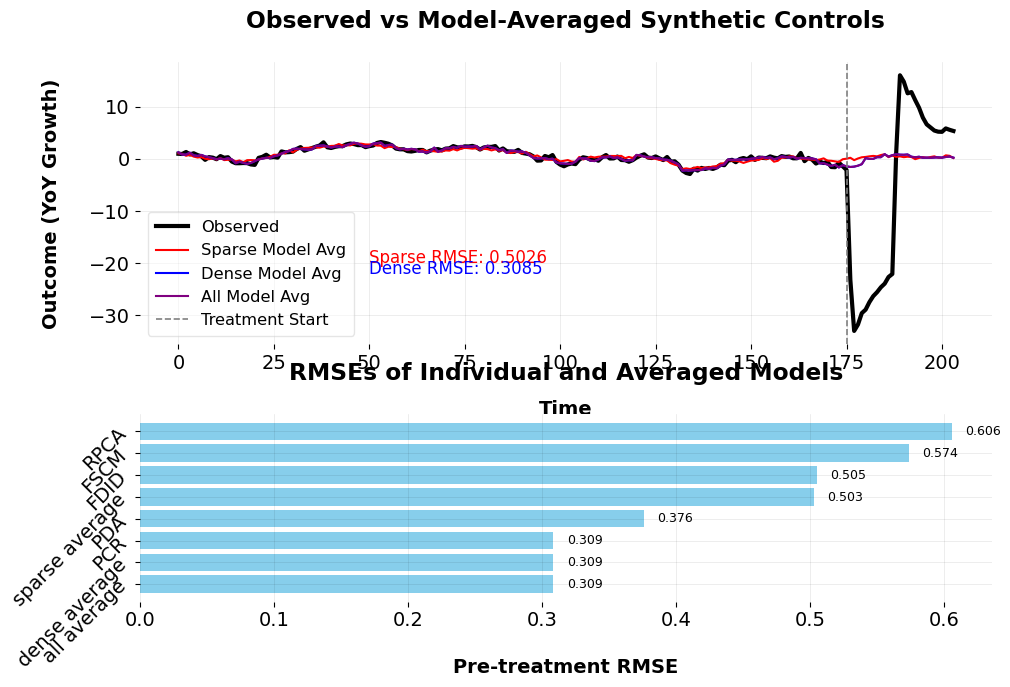 Observed vs Model-Averaged Synthetic Controls
Outcome (YoY Growth)
10
0
−10
−20
−30
Observed
Sparse Model Avg
Dense Model Avg
All Model Avg
Treatment Start
Sparse RMSE: 0.5026
Dense RMSE: 0.3085
0
25
50
75
100
125
150
175
200
Time
RMSEs of Individual and Averaged Models
RPCA
0.606
FSCM
0.574
FDID
0.505
sparse average
0.503
PDA
0.376
PCR
0.309
dense average
0.309
all average
0.309
0.0
0.1
0.2
0.3
0.4
0.5
0.6
Pre-treatment RMSE